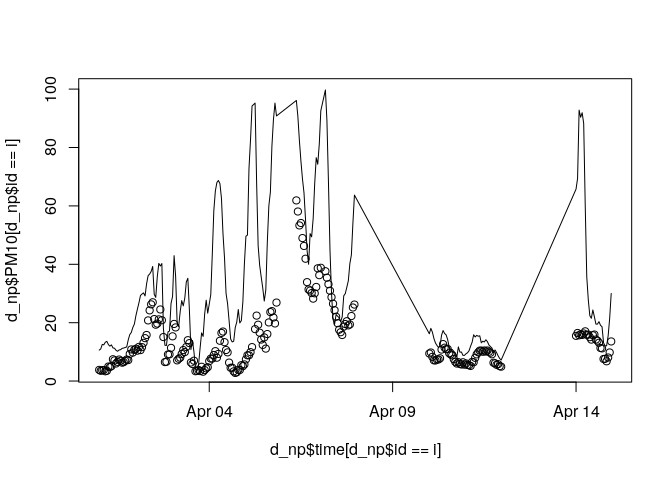 d_np$PM10[d_np$id == i]
100
80
60
40
20
0
Apr 04
Apr 09
Apr 14
d_np$time[d_np$id == i]